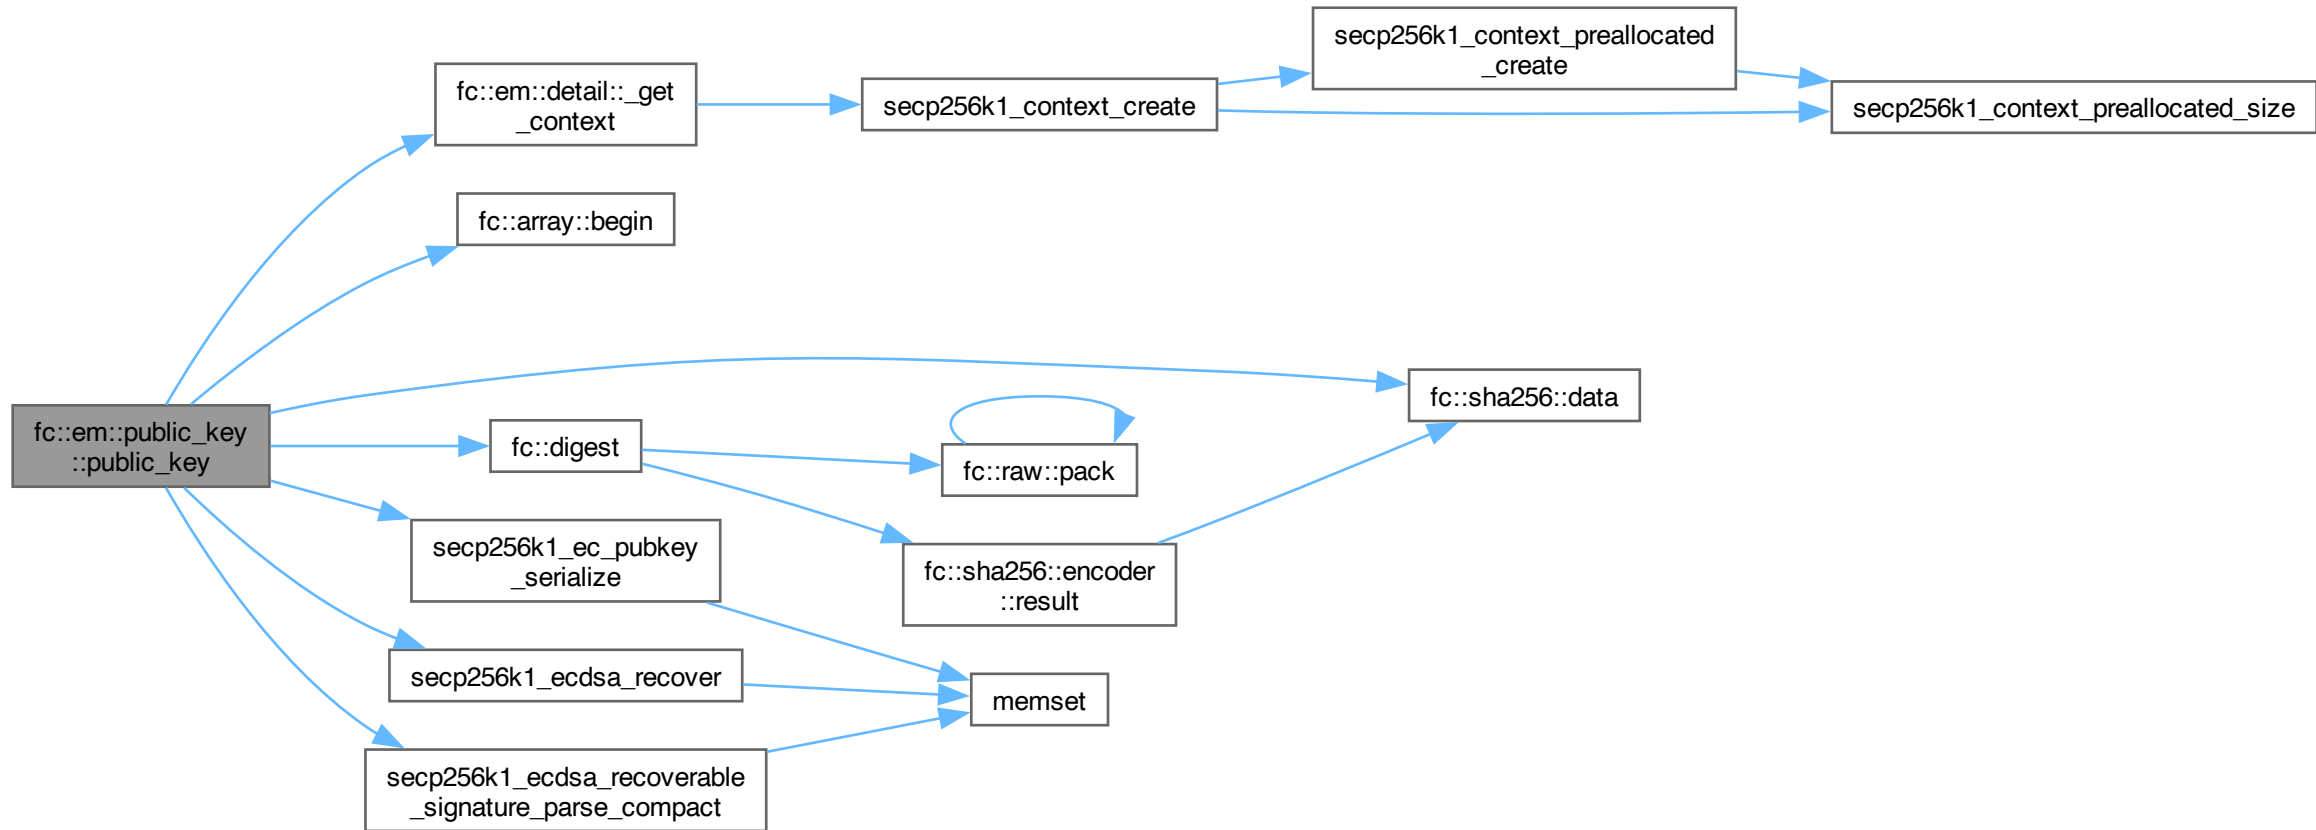 secp256k1_context_preallocated
_create
fc::em::detail::_get
_context
secp256k1_context_create
secp256k1_context_preallocated_size
fc::array::begin
fc::sha256::data
fc::em::public_key
::public_key
fc::digest
fc::raw::pack
secp256k1_ec_pubkey
_serialize
fc::sha256::encoder
::result
secp256k1_ecdsa_recover
memset
secp256k1_ecdsa_recoverable
_signature_parse_compact